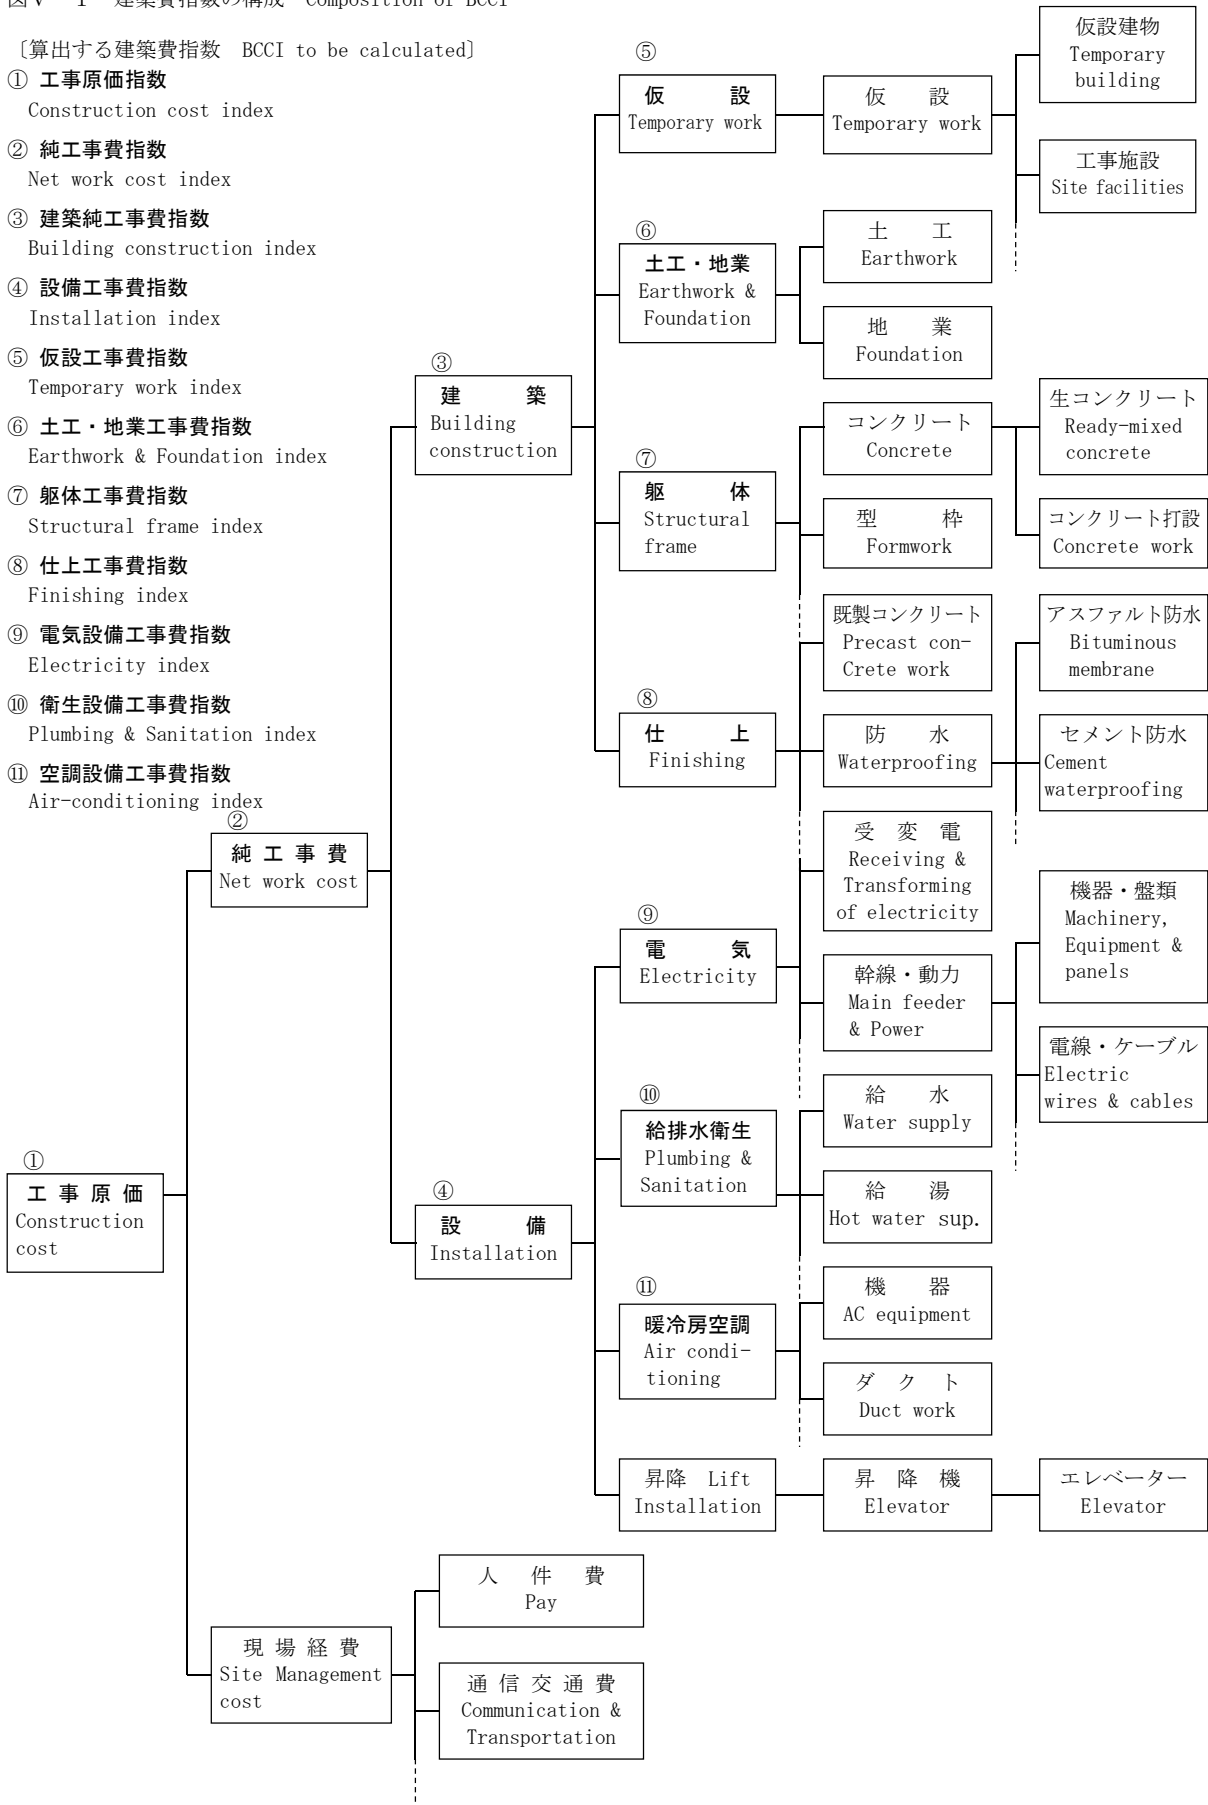 図Ⅴ－1　建築費指数の構成　Composition of BCCI
〔算出する建築費指数　BCCI to be calculated〕
① 工事原価指数
Construction cost index
② 純工事費指数
Net work cost index
③ 建築純工事費指数
Building construction index
④ 設備工事費指数
Installation index
⑤ 仮設工事費指数
Temporary work index
⑥ 土工・地業工事費指数
Earthwork & Foundation index
⑦ 躯体工事費指数
Structural frame index
⑧ 仕上工事費指数
Finishing index
⑨ 電気設備工事費指数
Electricity index
⑩ 衛生設備工事費指数
Plumbing & Sanitation index
⑪ 空調設備工事費指数
Air-conditioning index
①
工 事 原 価
Construction
cost
②
純 工 事 費
Net work cost
現 場 経 費
Site Management
cost
③
建　　築
Building
construction
④
設　　備
Installation
人　件　費
Pay
通 信 交 通 費
Communication &
Transportation
⑤
仮　　設
Temporary work
⑥
土工・地業
Earthwork &
Foundation
⑦
躯　　体
Structural
frame
⑧
仕　　上
Finishing
⑨
電　　気
Electricity
⑩
給排水衛生
Plumbing &
Sanitation
⑪
暖冷房空調
Air condi-
tioning
昇降　Lift
Installation
仮　　設
Temporary work
土　　工
Earthwork
地　　業
Foundation
コンクリート
Concrete
型　　枠
Formwork
既製コンクリート
Precast con-
Crete work
防　　水
Waterproofing
受　変　電
Receiving &
Transforming
of electricity
幹線・動力
Main feeder
& Power
給　　水
Water supply
給　　湯
Hot water sup.
機　　器
AC equipment
ダ　ク　ト
Duct work
昇　降　機
Elevator
仮設建物
Temporary
building
工事施設
Site facilities
生コンクリート
Ready-mixed
concrete
コンクリート打設
Concrete work
アスファルト防水
Bituminous
membrane
セメント防水
Cement
waterproofing
機器・盤類
Machinery,
Equipment &
panels
電線・ケーブル
Electric
wires & cables
エレベーター
Elevator